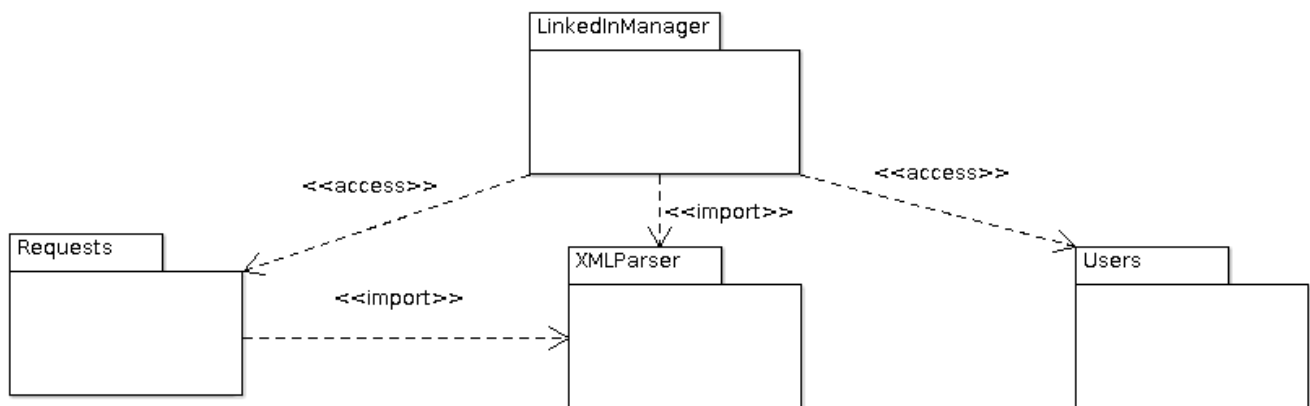 LinkedInManager
<<access>>
<<access>>
<<import>>
Requests
XMLParser
Users
<<import>>